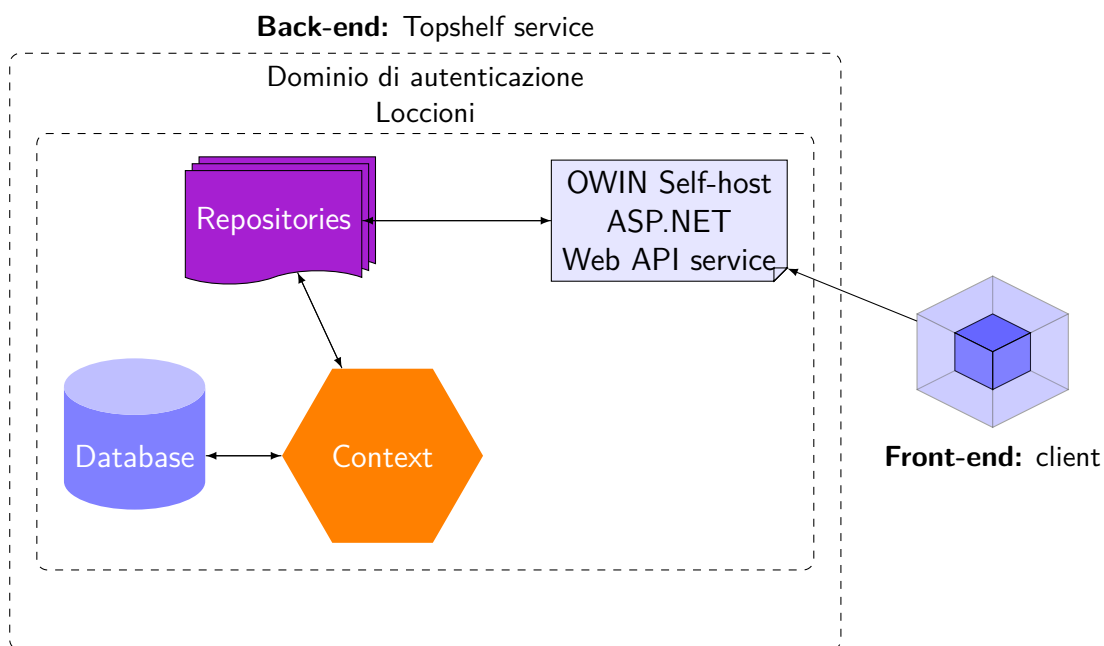 Back-end: Topshelf service
Dominio di autenticazione
Loccioni
Repositories
OWIN Self-host
ASP.NET
Web API service
Database
Context
Front-end: client